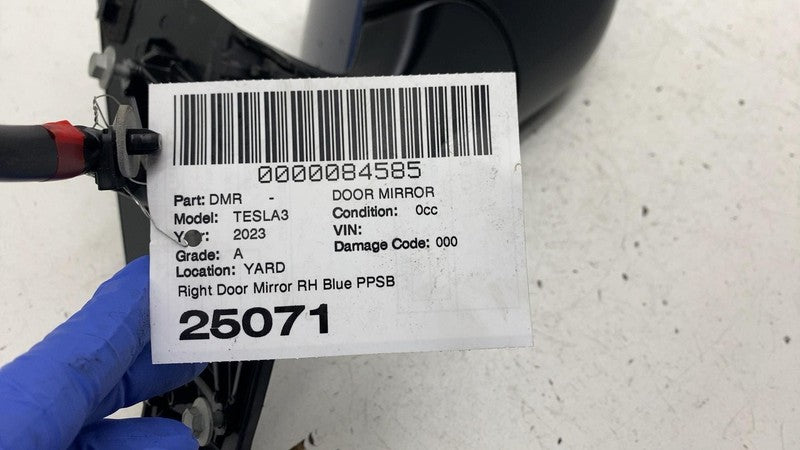 0000084585
Part: DMR - DOOR MIRROR
Model: TESLA3 Condition: 0cc
Year: 2023 VIN:
Grade: A Damage Code: 000
Location: YARD
Right Door Mirror RH Blue PPSB
25071